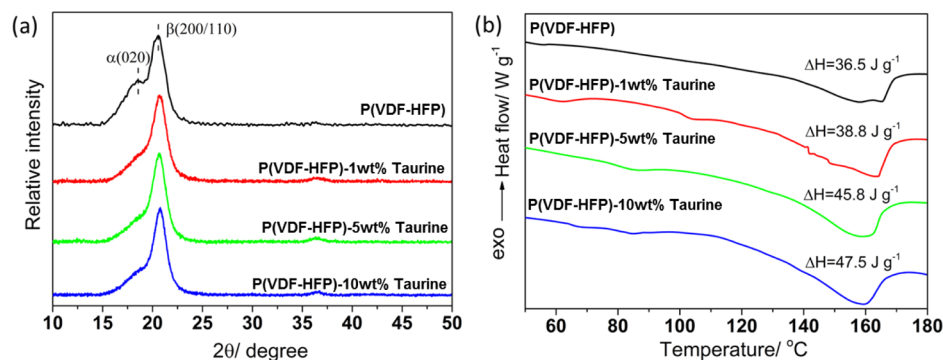 (a)
β(200/110)
α(020)
P(VDF-HFP)
P(VDF-HFP)-1wt% Taurine
P(VDF-HFP)-5wt% Taurine
P(VDF-HFP)-10wt% Taurine
Relative intensity
10 15 20 25 30 35 40 45 50
2θ/ degree
(b)
P(VDF-HFP)
ΔH=36.5 J g⁻¹
P(VDF-HFP)-1wt% Taurine
ΔH=38.8 J g⁻¹
P(VDF-HFP)-5wt% Taurine
ΔH=45.8 J g⁻¹
P(VDF-HFP)-10wt% Taurine
ΔH=47.5 J g⁻¹
exo → Heat flow/ W g⁻¹
60 80 100 120 140 160 180
Temperature/ °C